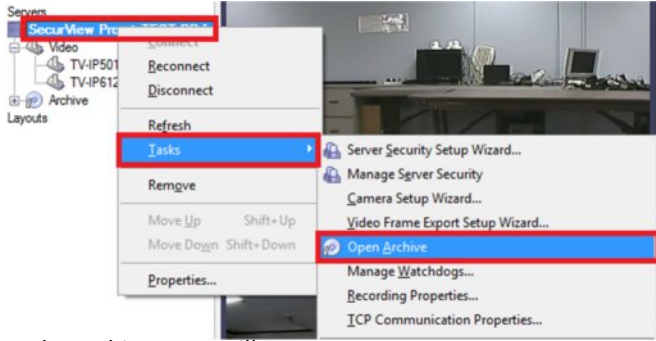 Servers
SecurView Pro
Video
TV-IP501
TV-IP612
Archive
Layouts
Connect
Reconnect
Disconnect
Refresh
Tasks
Remove
Move Up Shift+Up
Move Down Shift+Down
Properties...
Server Security Setup Wizard...
Manage Server Security
Camera Setup Wizard...
Video Frame Export Setup Wizard...
Open Archive
Manage Watchdogs...
Recording Properties...
TCP Communication Properties...